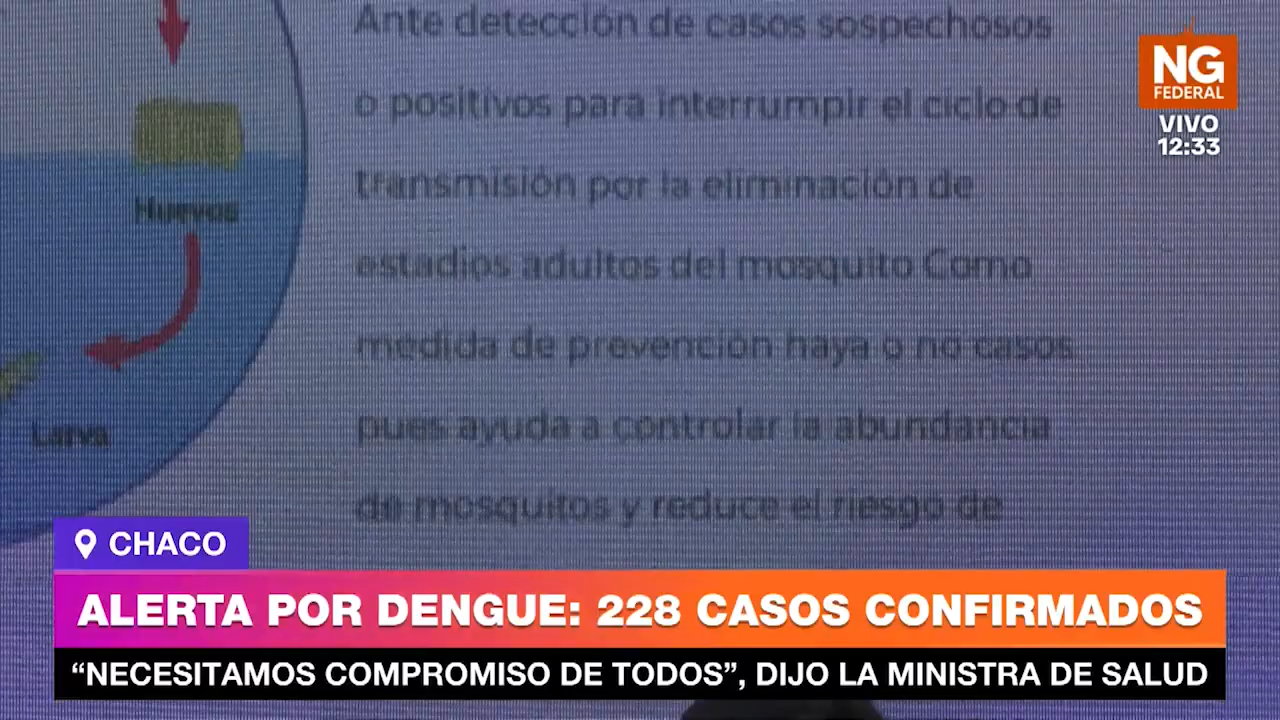 Ante detección de casos sospechosos
o positivos para interrumpir el ciclo de
transmisión por la eliminación de
estadios adultos del mosquito Como
medida de prevención haya o no casos
pues ayuda a controlar la abundancia
de mosquitos y reduce el riesgo de
Huevos
Larva
NG
FEDERAL
VIVO
12:33
CHACO
ALERTA POR DENGUE: 228 CASOS CONFIRMADOS
“NECESITAMOS COMPROMISO DE TODOS”, DIJO LA MINISTRA DE SALUD